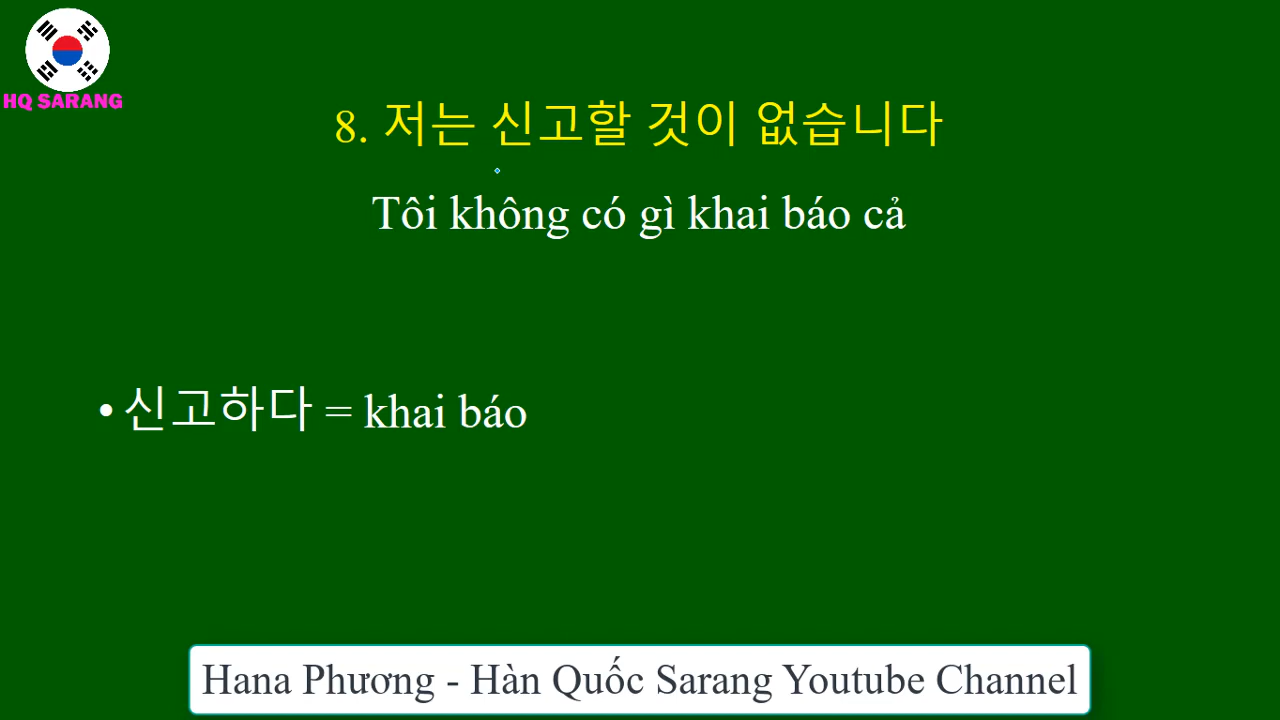 HQ SARANG
8. 저는 신고할 것이 없습니다
Tôi không có gì khai báo cả
• 신고하다 = khai báo
Hana Phương - Hàn Quốc Sarang Youtube Channel